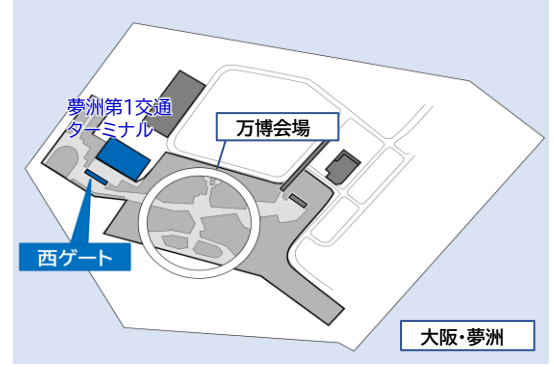 夢洲第1交通
ターミナル
万博会場
西ゲート
大阪・夢洲